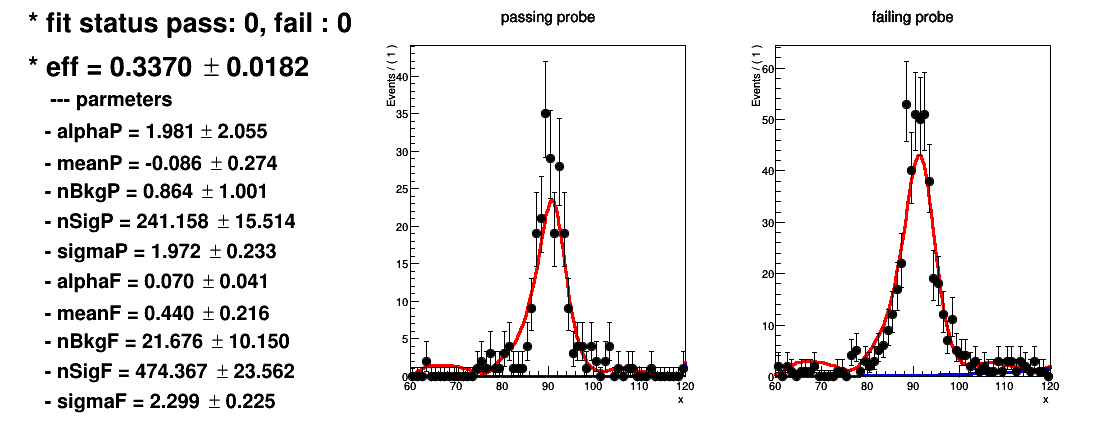 * fit status pass: 0, fail : 0
* eff = 0.3370 ± 0.0182
--- parmeters
- alphaP = 1.981 ± 2.055
- meanP = -0.086 ± 0.274
- nBkgP = 0.864 ± 1.001
- nSigP = 241.158 ± 15.514
- sigmaP = 1.972 ± 0.233
- alphaF = 0.070 ± 0.041
- meanF = 0.440 ± 0.216
- nBkgF = 21.676 ± 10.150
- nSigF = 474.367 ± 23.562
- sigmaF = 2.299 ± 0.225
passing probe
Events / ( 1 )
40
35
30
25
20
15
10
5
0
60 70 80 90 100 110 120
x
failing probe
Events / ( 1 )
60
50
40
30
20
10
0
60 70 80 90 100 110 120
x